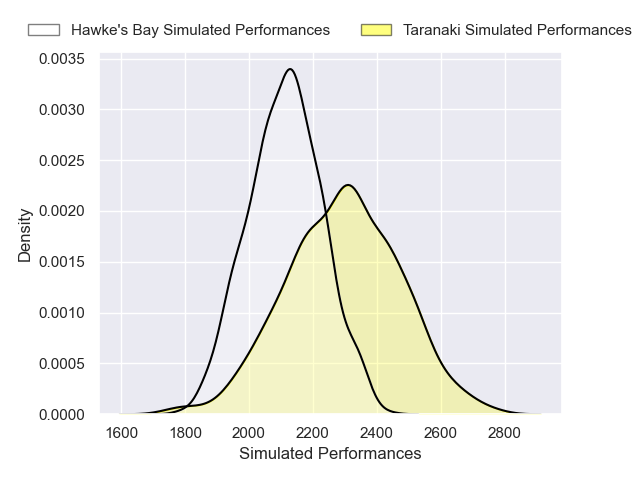 Hawke's Bay Simulated Performances Taranaki Simulated Performances
0.0035
0.0030
0.0025
0.0020
0.0015
0.0010
0.0005
0.0000
Density
1600 1800 2000 2200 2400 2600 2800
Simulated Performances